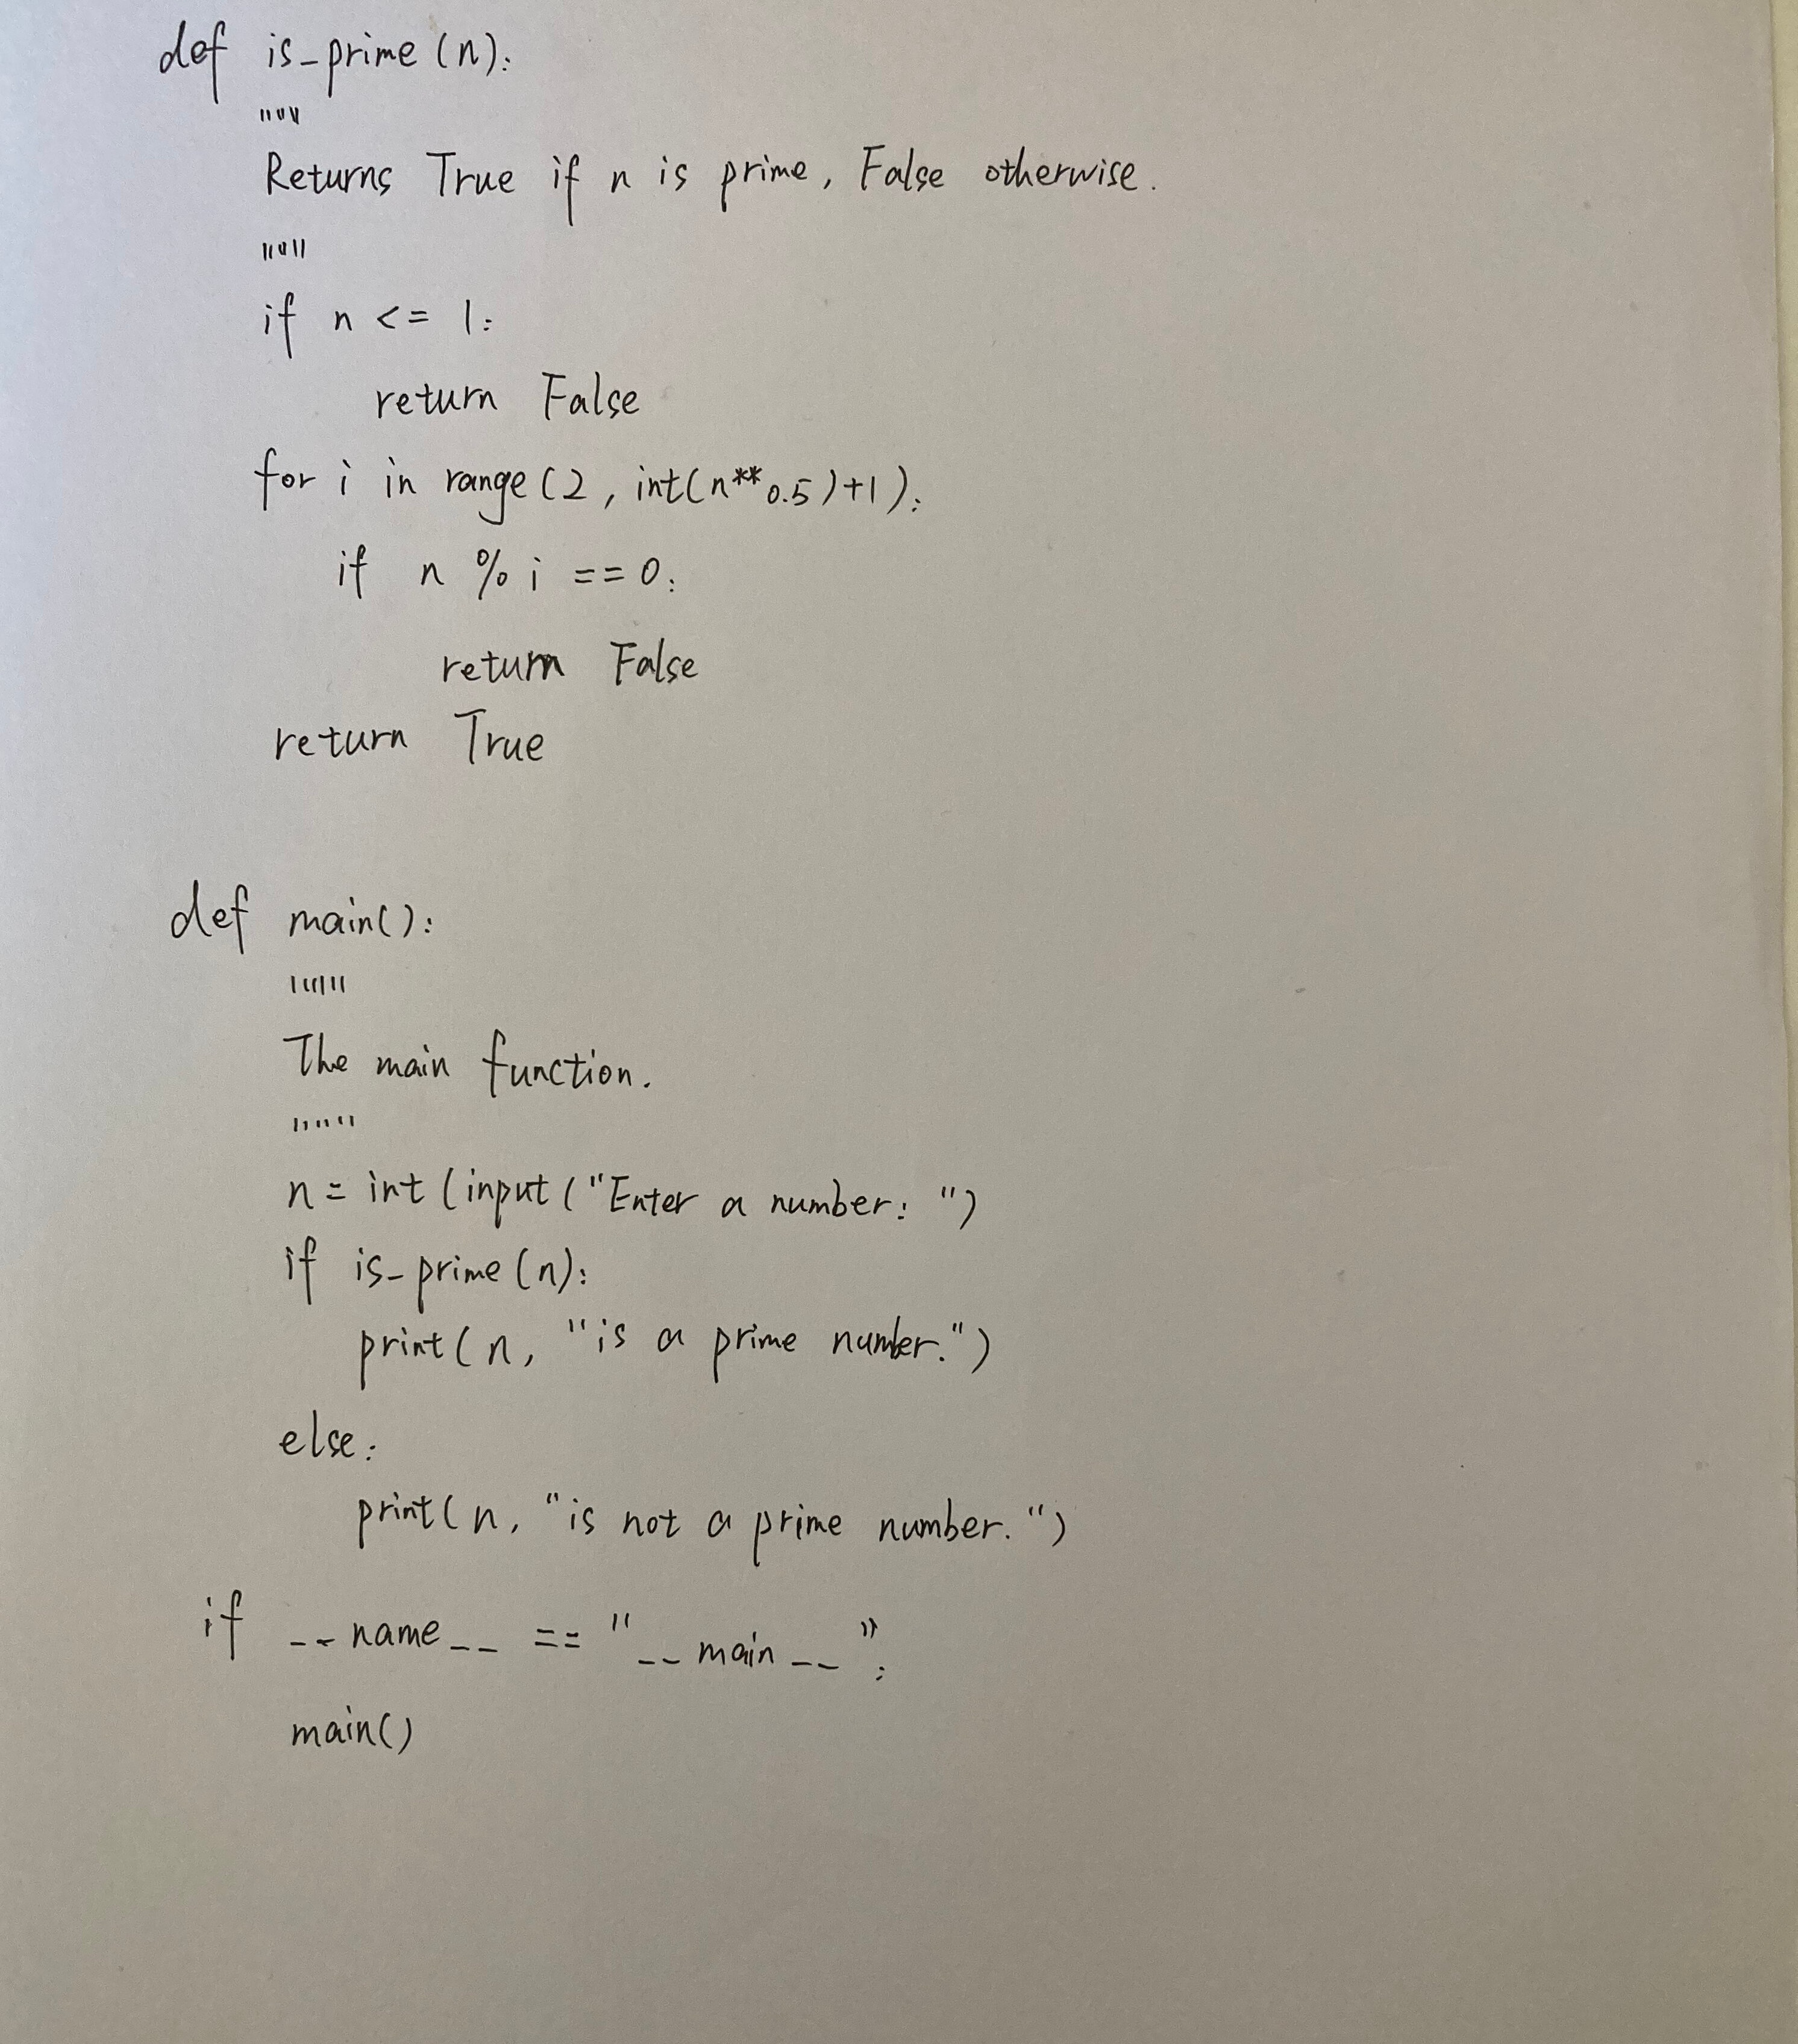 def is_prime(n):
"""
Returns True if n is prime, False otherwise.
"""
if n <= 1:
return False
for i in range(2, int(n**0.5)+1):
if n % i == 0:
return False
return True
def main():
"""
The main function.
"""
n = int(input("Enter a number: ")
if is_prime(n):
print(n, "is a prime number.")
else:
print(n, "is not a prime number.")
if __name__ == "__main__":
main()